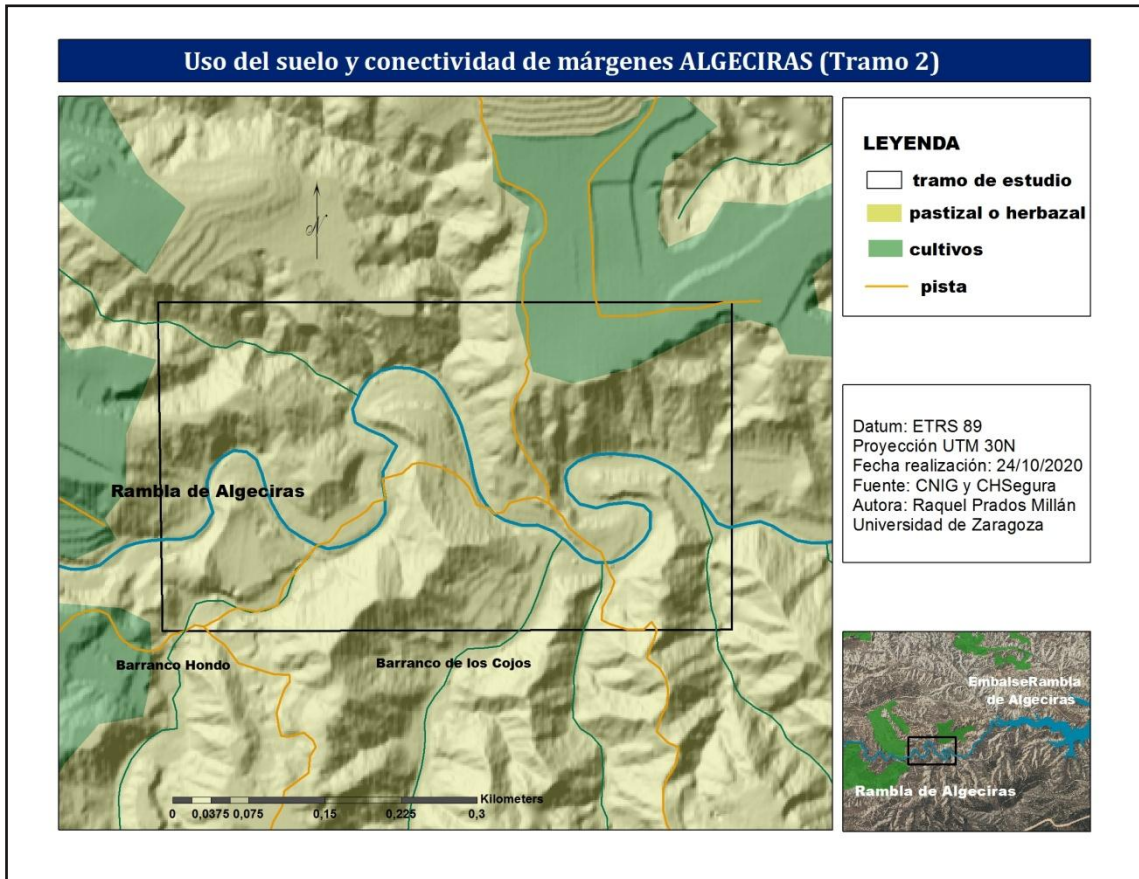 Uso del suelo y conectividad de márgenes ALGECIRAS (Tramo 2)
N
Rambla de Algeciras
Barranco Hondo
Barranco de los Cojos
Kilometers
0 0,0375 0,075 0,15 0,225 0,3
LEYENDA
tramo de estudio
pastizal o herbazal
cultivos
pista
Datum: ETRS 89
Proyección UTM 30N
Fecha realización: 24/10/2020
Fuente: CNIG y CHSegura
Autora: Raquel Prados Millán
Universidad de Zaragoza
EmbalseRambla
de Algeciras
Rambla de Algeciras